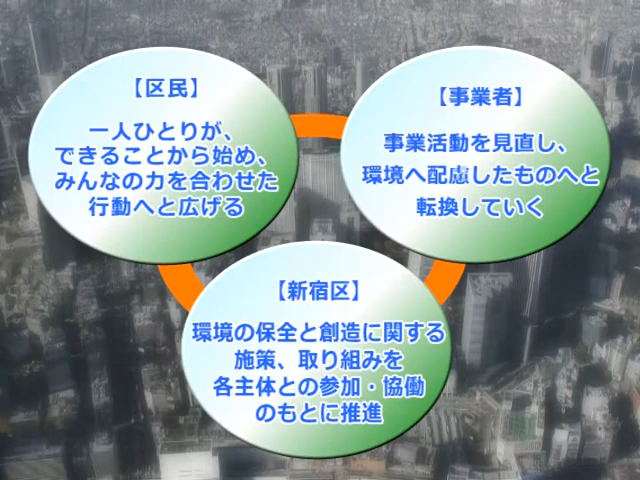 【区民】
一人ひとりが、
できることから始め、
みんなの力を合わせた
行動へと広げる
【事業者】
事業活動を見直し、
環境へ配慮したものへと
転換していく
【新宿区】
環境の保全と創造に関する
施策、取り組みを
各主体との参加・協働
のもとに推進